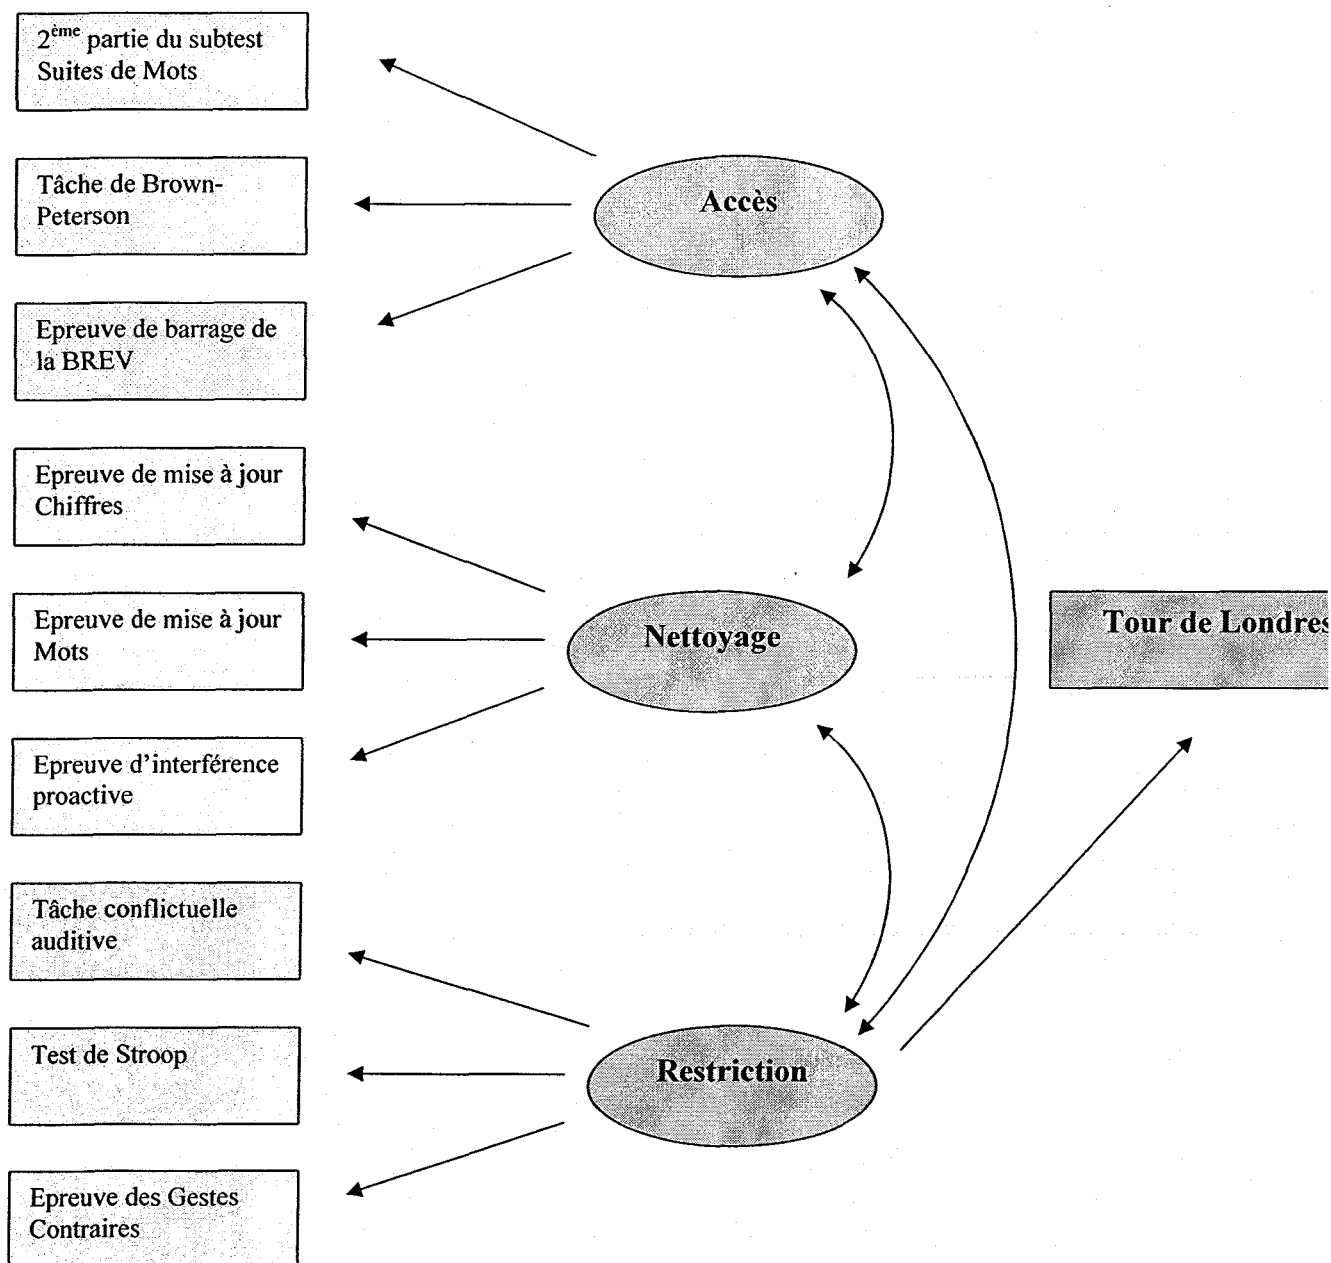 2ème partie du subtest
Suites de Mots
Tâche de Brown-
Peterson
Epreuve de barrage de
la BREV
Epreuve de mise à jour
Chiffres
Epreuve de mise à jour
Mots
Epreuve d'interférence
proactive
Tâche conflictuelle
auditive
Test de Stroop
Epreuve des Gestes
Contraires
Accès
Nettoyage
Restriction
Tour de Londres